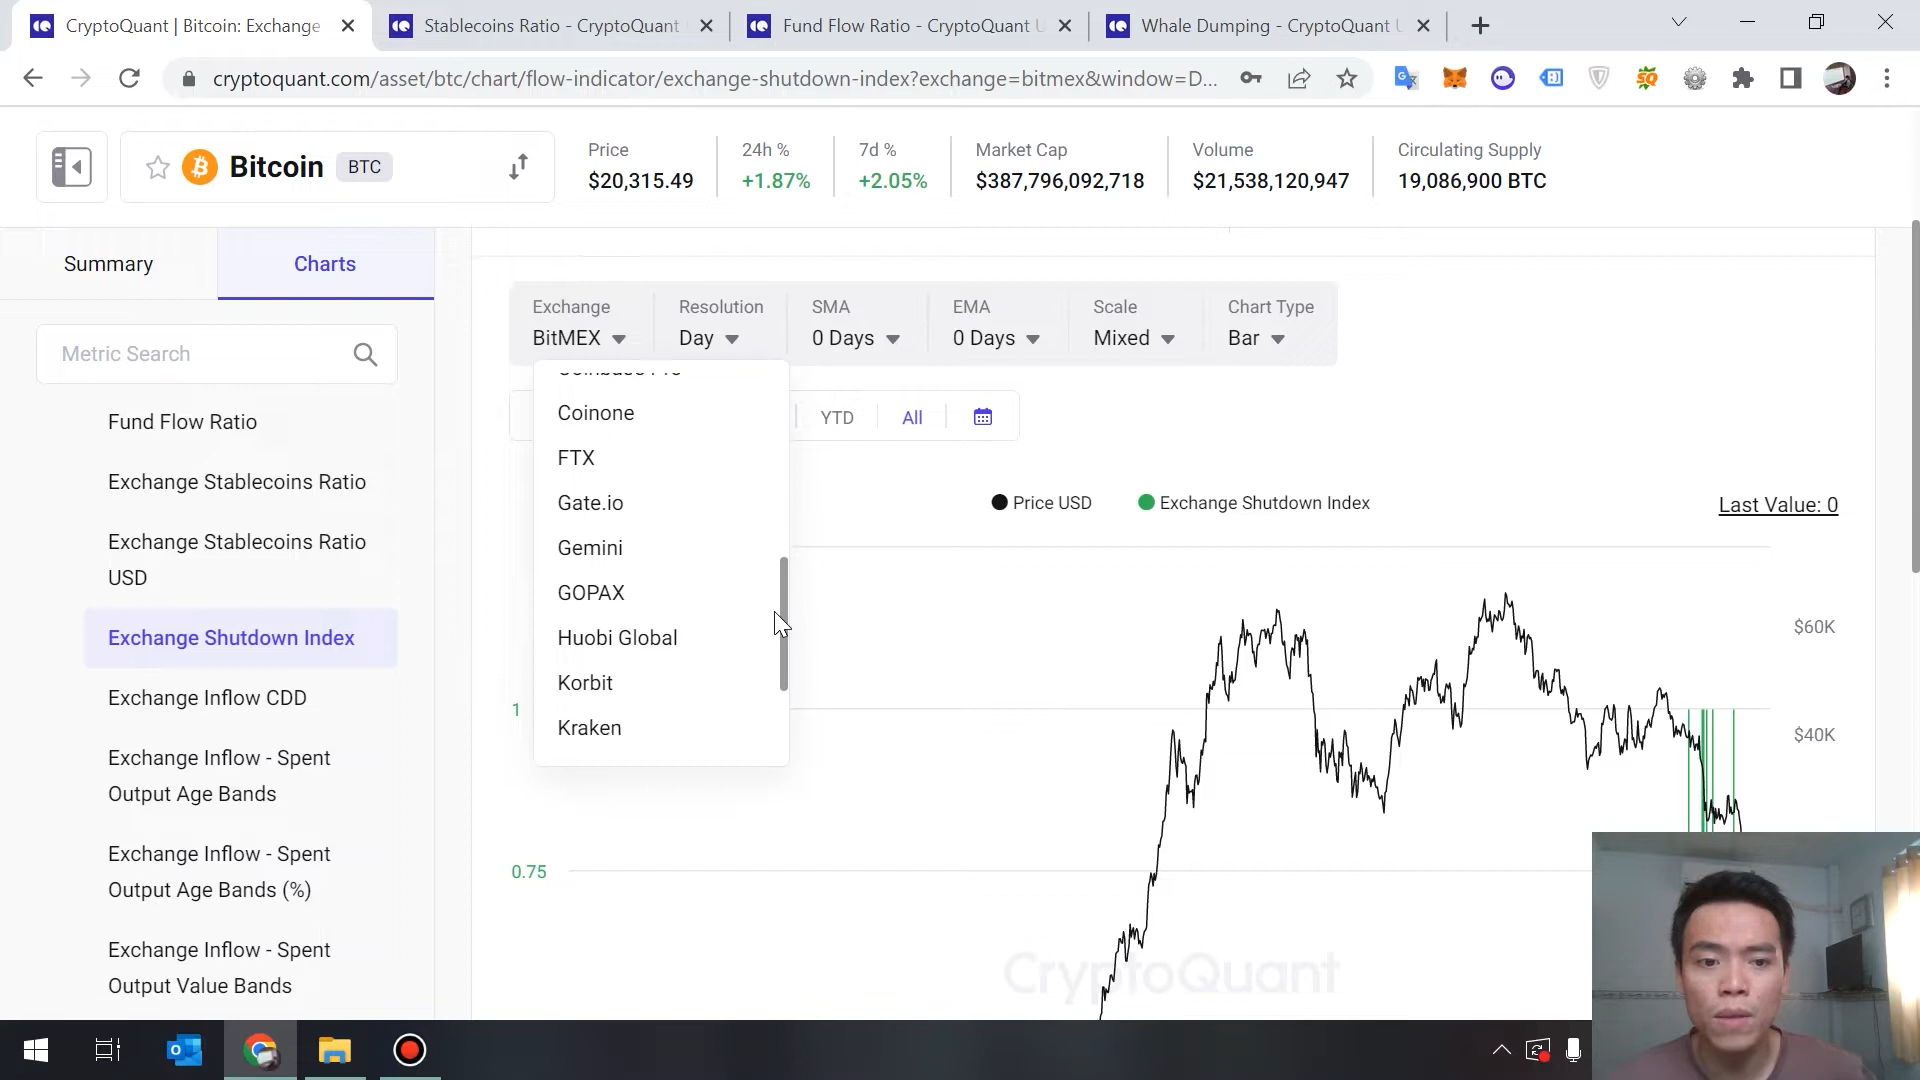 CryptoQuant | Bitcoin: Exchange
Stablecoins Ratio - CryptoQuant
Fund Flow Ratio - CryptoQuant U
Whale Dumping - CryptoQuant U
cryptoquant.com/asset/btc/chart/flow-indicator/exchange-shutdown-index?exchange=bitmex&window=D...
Bitcoin BTC
Price
$20,315.49
24h %
+1.87%
7d %
+2.05%
Market Cap
$387,796,092,718
Volume
$21,538,120,947
Circulating Supply
19,086,900 BTC
Summary
Charts
Metric Search
Fund Flow Ratio
Exchange Stablecoins Ratio
Exchange Stablecoins Ratio
USD
Exchange Shutdown Index
Exchange Inflow CDD
Exchange Inflow - Spent
Output Age Bands
Exchange Inflow - Spent
Output Age Bands (%)
Exchange Inflow - Spent
Output Value Bands
Exchange
BitMEX
Resolution
Day
SMA
0 Days
EMA
0 Days
Scale
Mixed
Chart Type
Bar
Coinone
FTX
Gate.io
Gemini
GOPAX
Huobi Global
Korbit
Kraken
YTD
All
Price USD
Exchange Shutdown Index
Last Value: 0
$60K
1
$40K
0.75
CryptoQuant